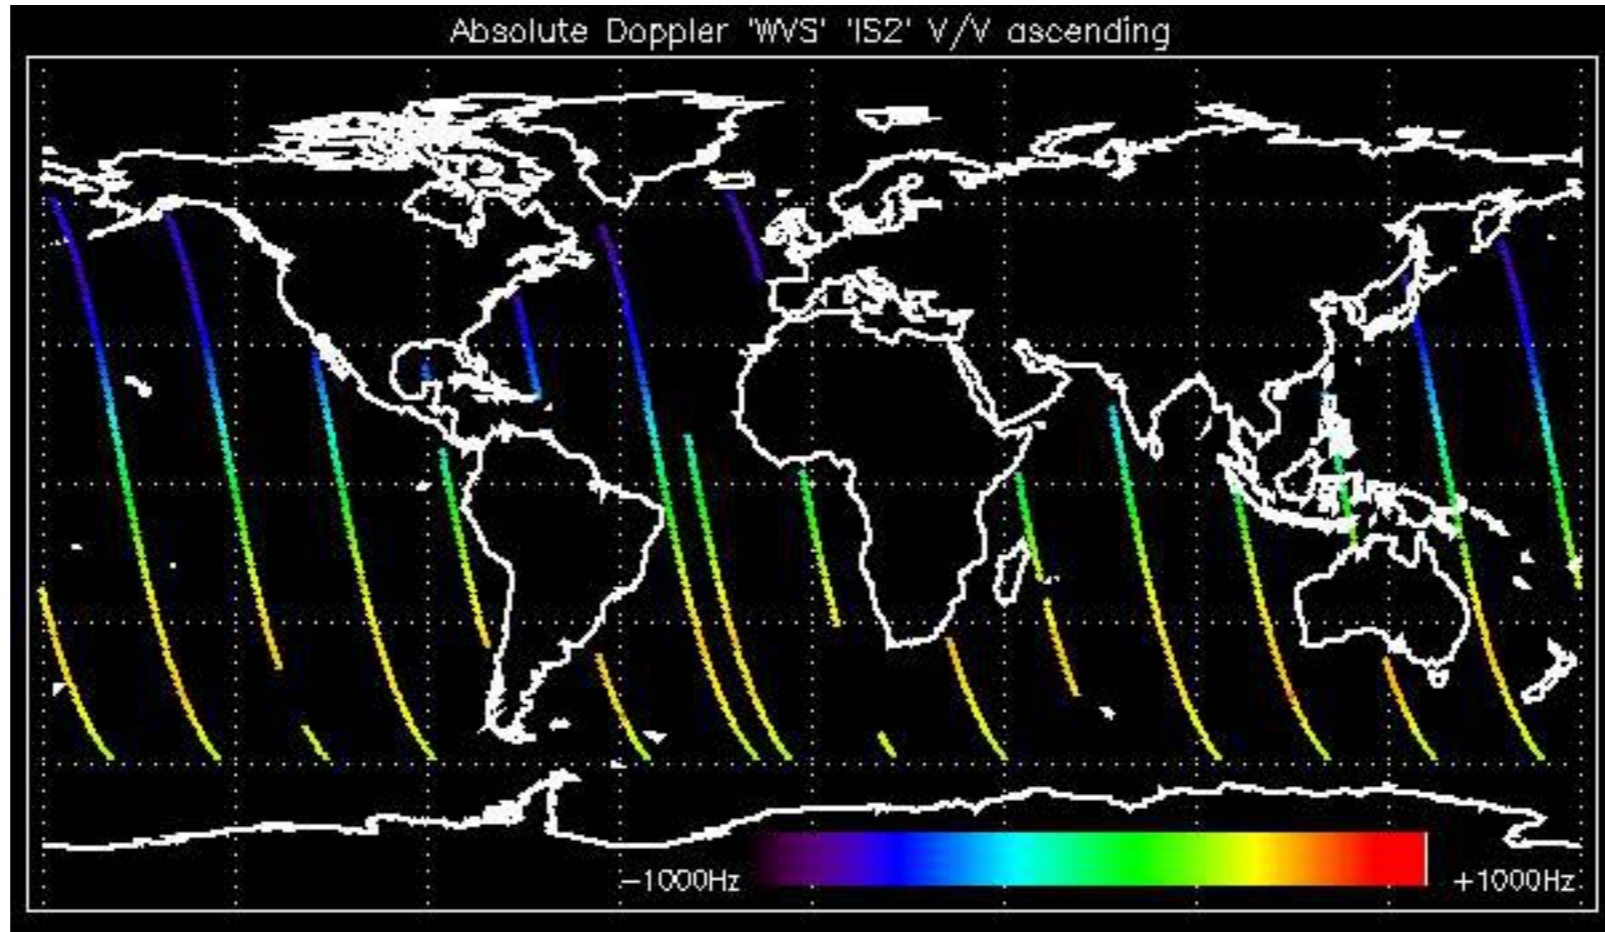 Absolute Doppler 'WVS' 'IS2' V/V ascending
−1000Hz +1000Hz